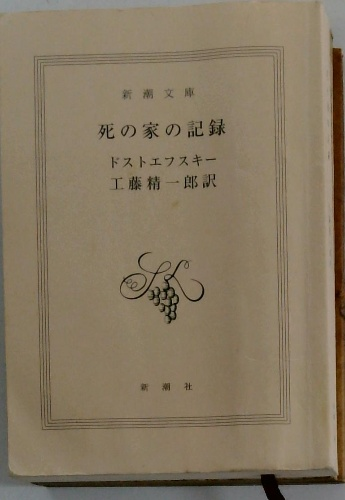 新潮文庫
死の家の記録
ドストエフスキー
工藤精一郎訳
新潮社